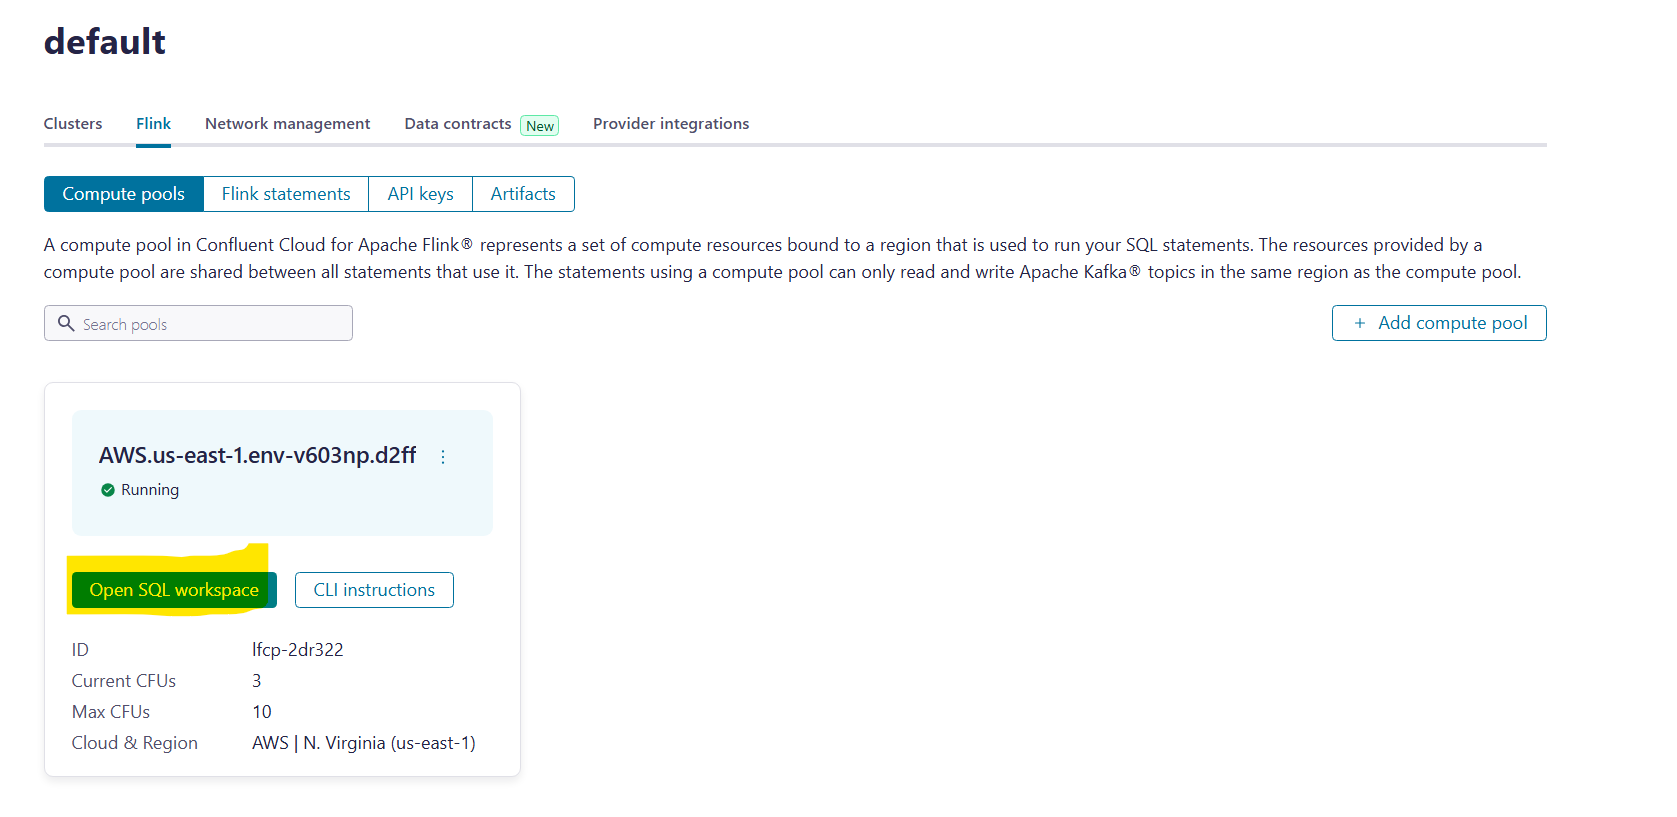 default
Clusters Flink Network management Data contracts New Provider integrations
Compute pools Flink statements API keys Artifacts
A compute pool in Confluent Cloud for Apache Flink® represents a set of compute resources bound to a region that is used to run your SQL statements. The resources provided by a
compute pool are shared between all statements that use it. The statements using a compute pool can only read and write Apache Kafka® topics in the same region as the compute pool.
Search pools
+ Add compute pool
AWS.us-east-1.env-v603np.d2ff
Running
Open SQL workspace CLI instructions
ID lfcp-2dr322
Current CFUs 3
Max CFUs 10
Cloud & Region AWS | N. Virginia (us-east-1)